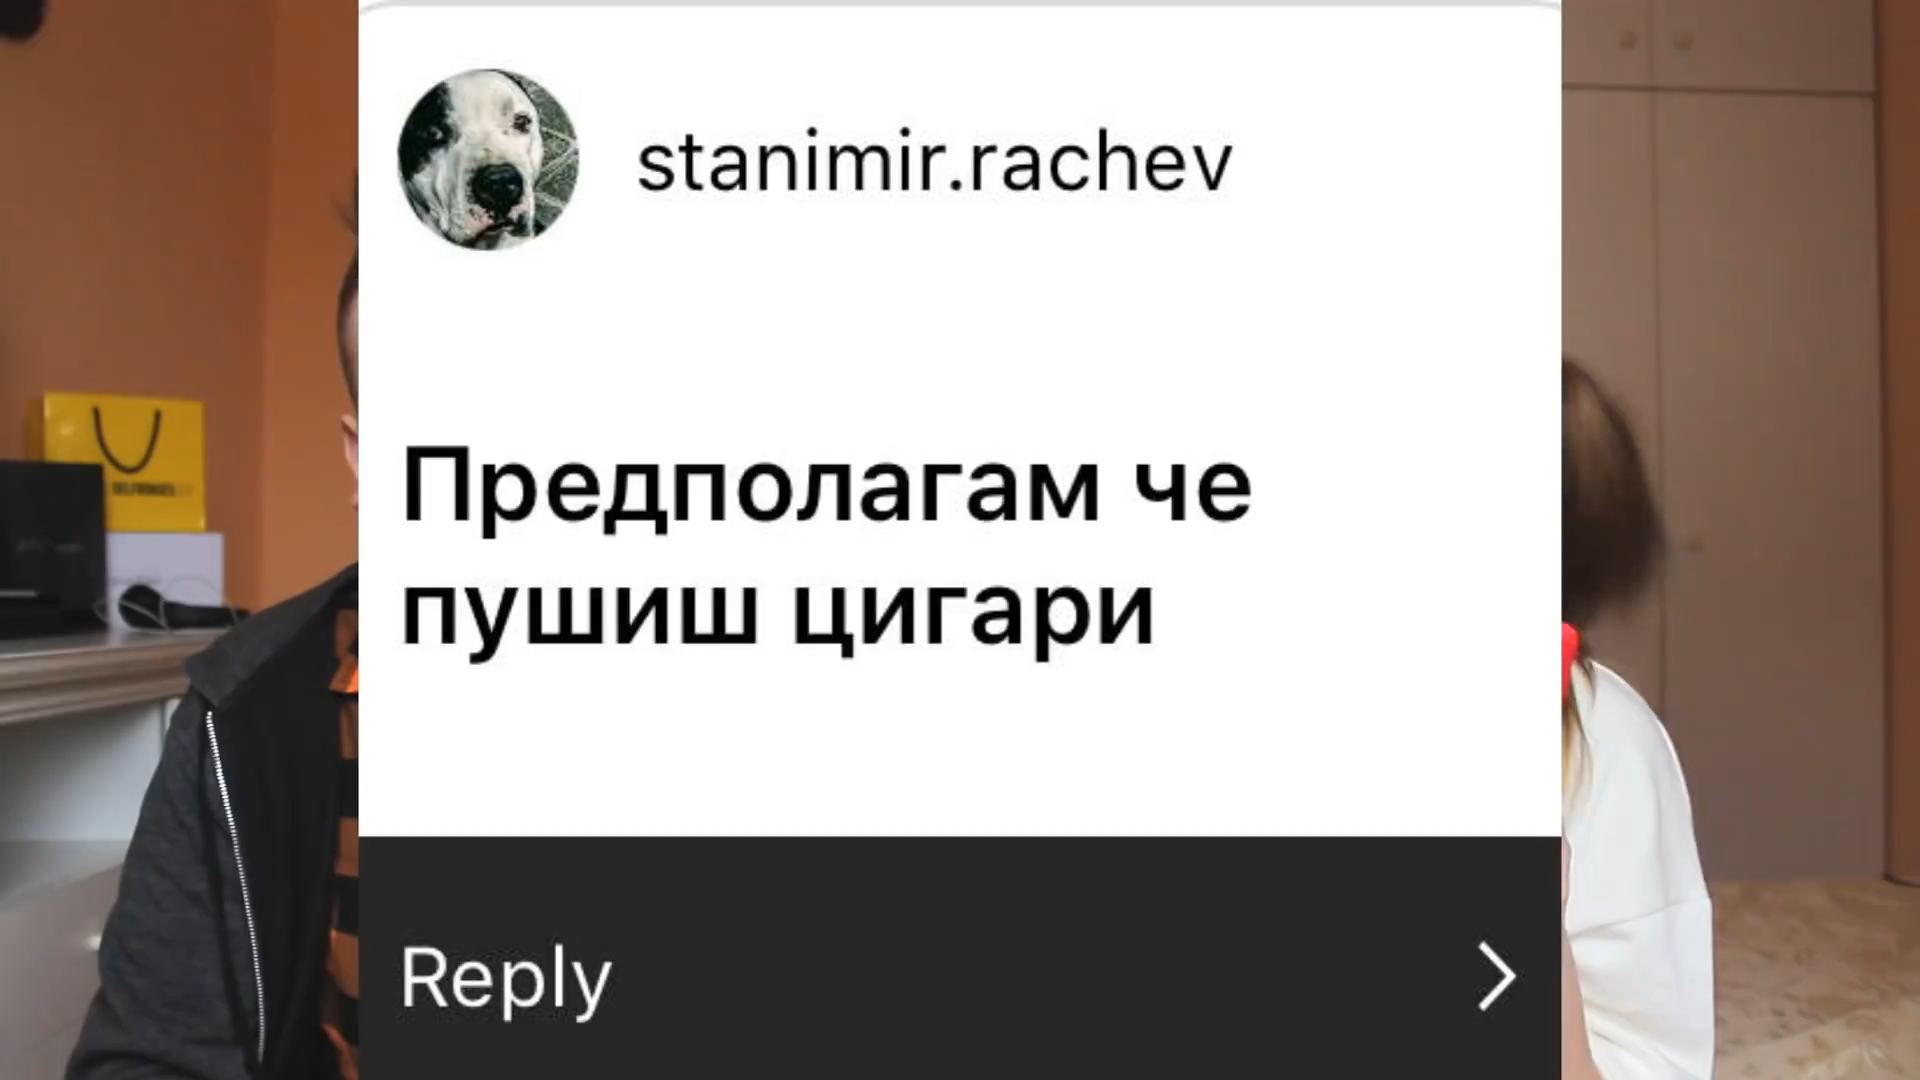 stanimir.rachev
Предполагам че
пушиш цигари
Reply